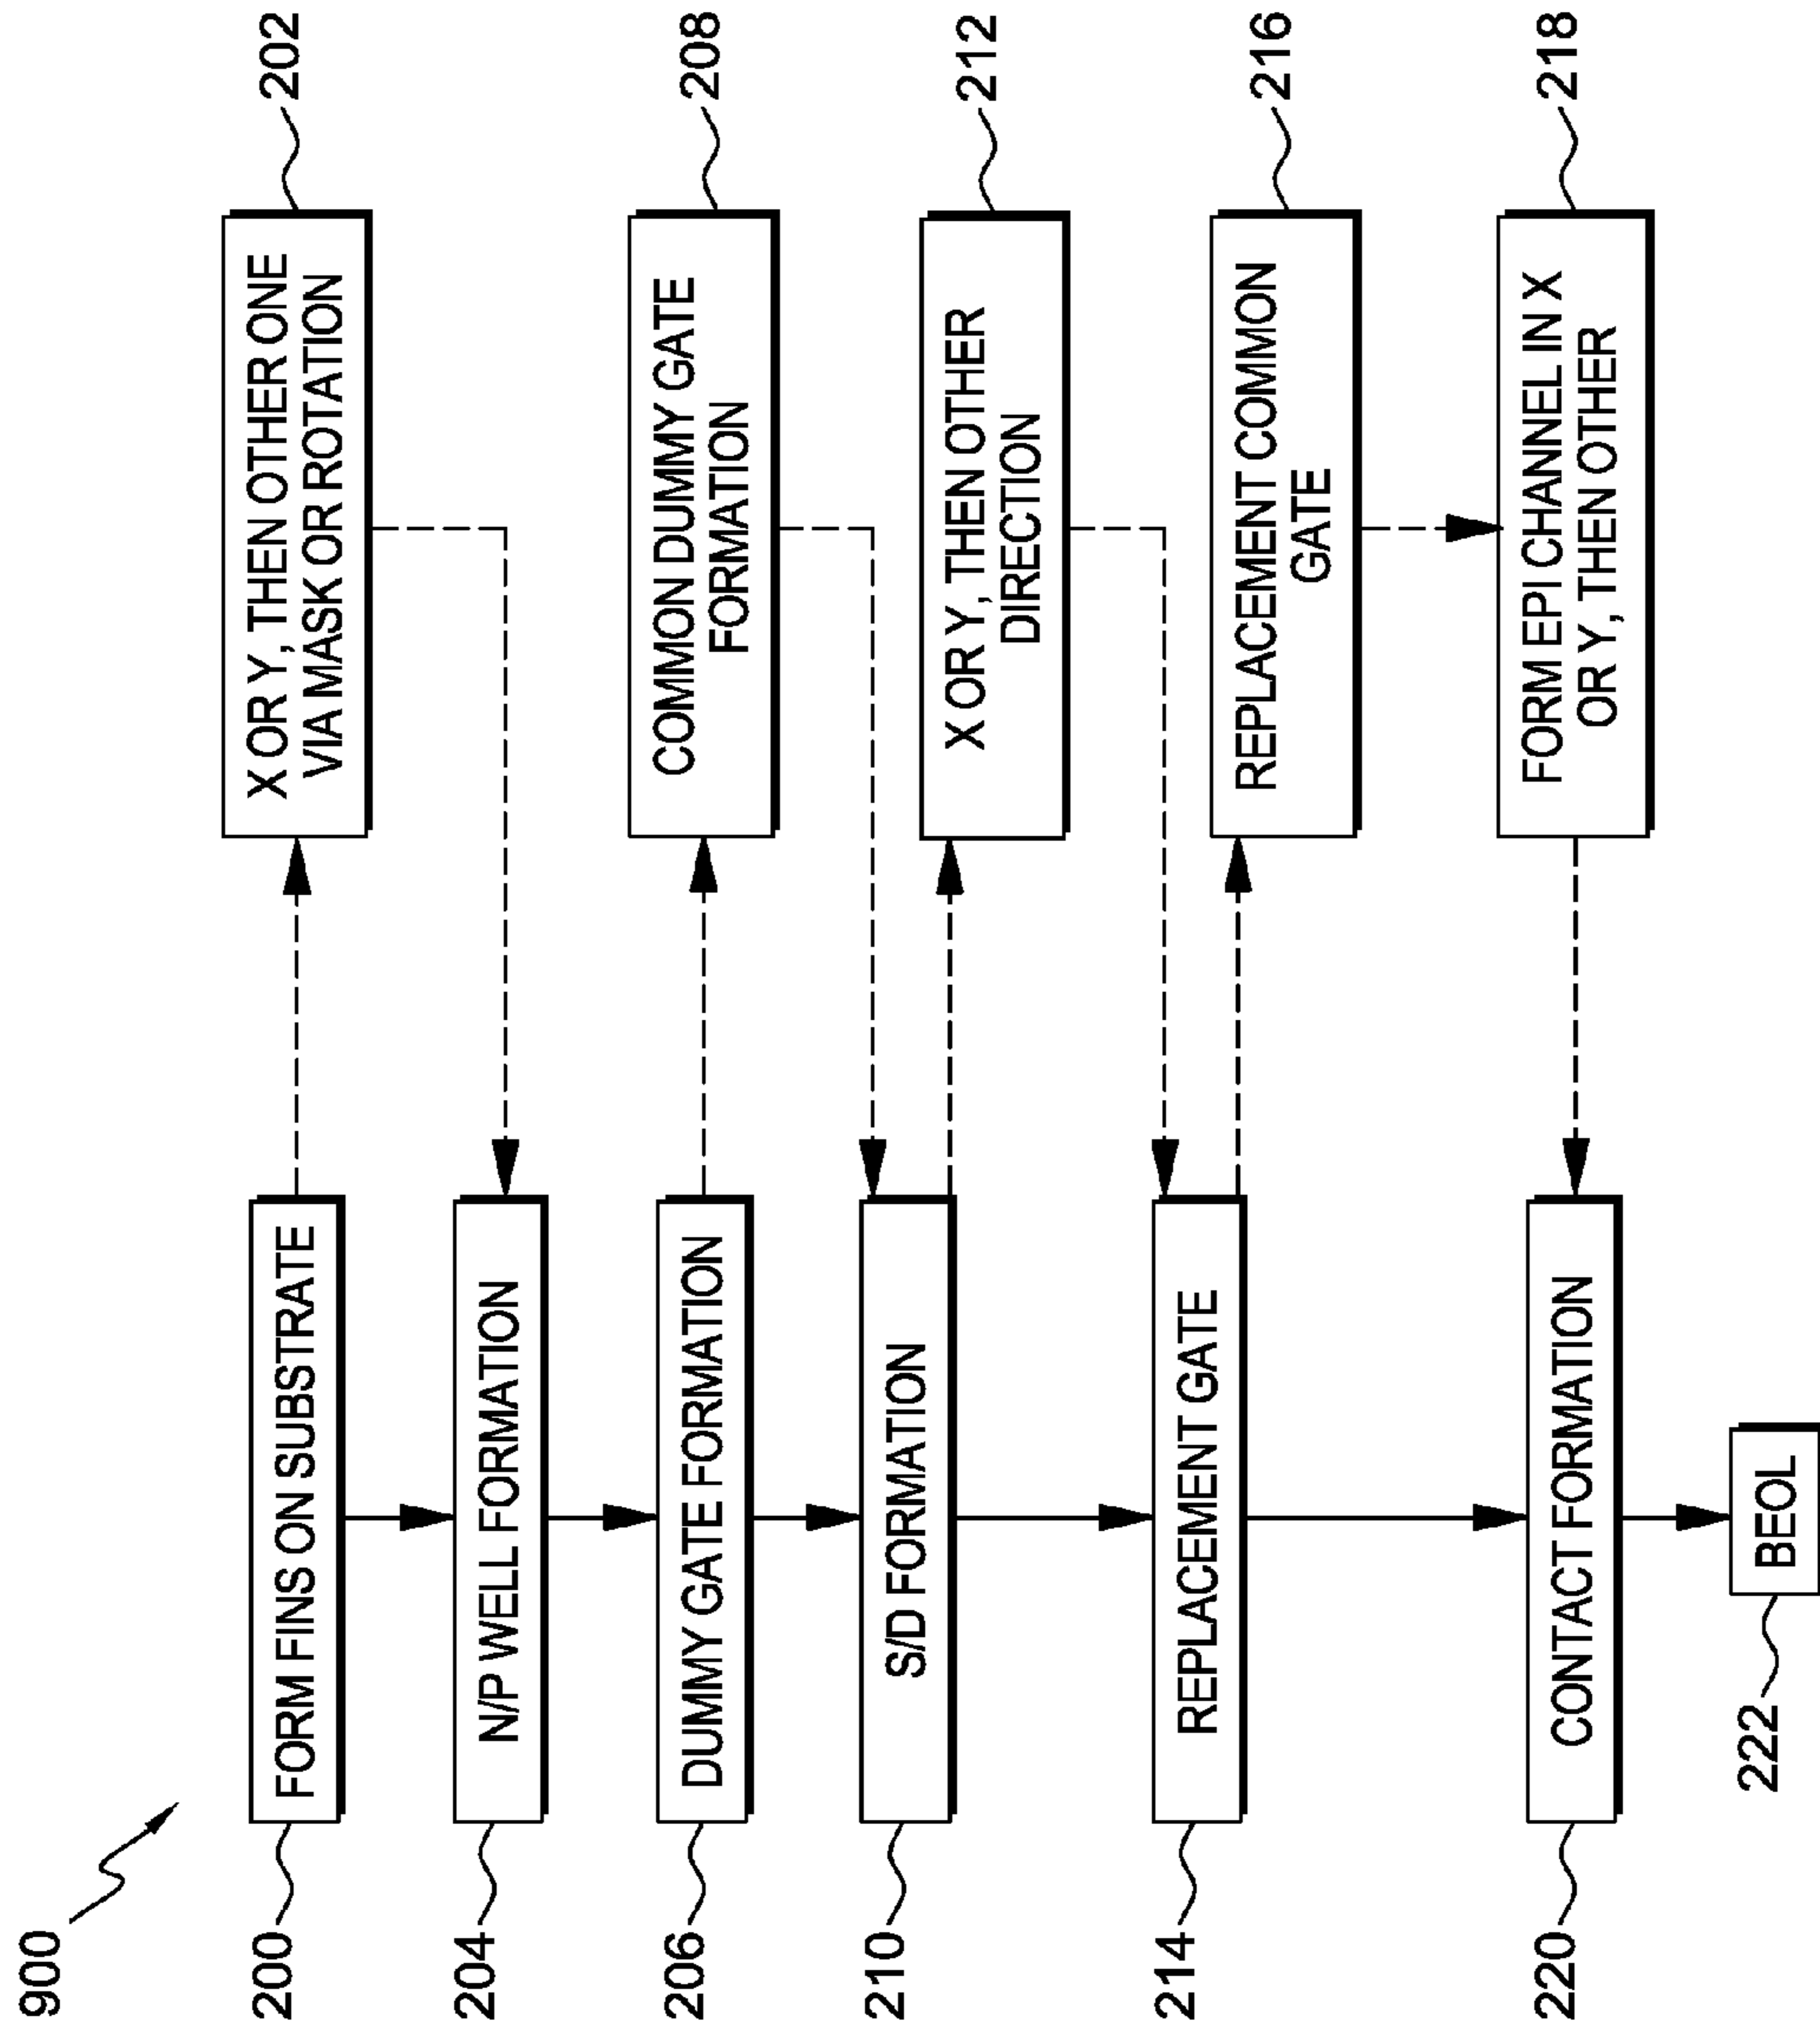 900
200
FORM FINS ON SUBSTRATE
X OR Y, THEN OTHER ONE
VIA MASK OR ROTATION
202
204
N/P WELL FORMATION
206
DUMMY GATE FORMATION
COMMON DUMMY GATE
FORMATION
208
210
S/D FORMATION
X OR Y, THEN OTHER
DIRECTION
212
214
REPLACEMENT GATE
REPLACEMENT COMMON
GATE
216
220
CONTACT FORMATION
FORM EPI CHANNEL IN X
OR Y, THEN OTHER
218
222
BEOL